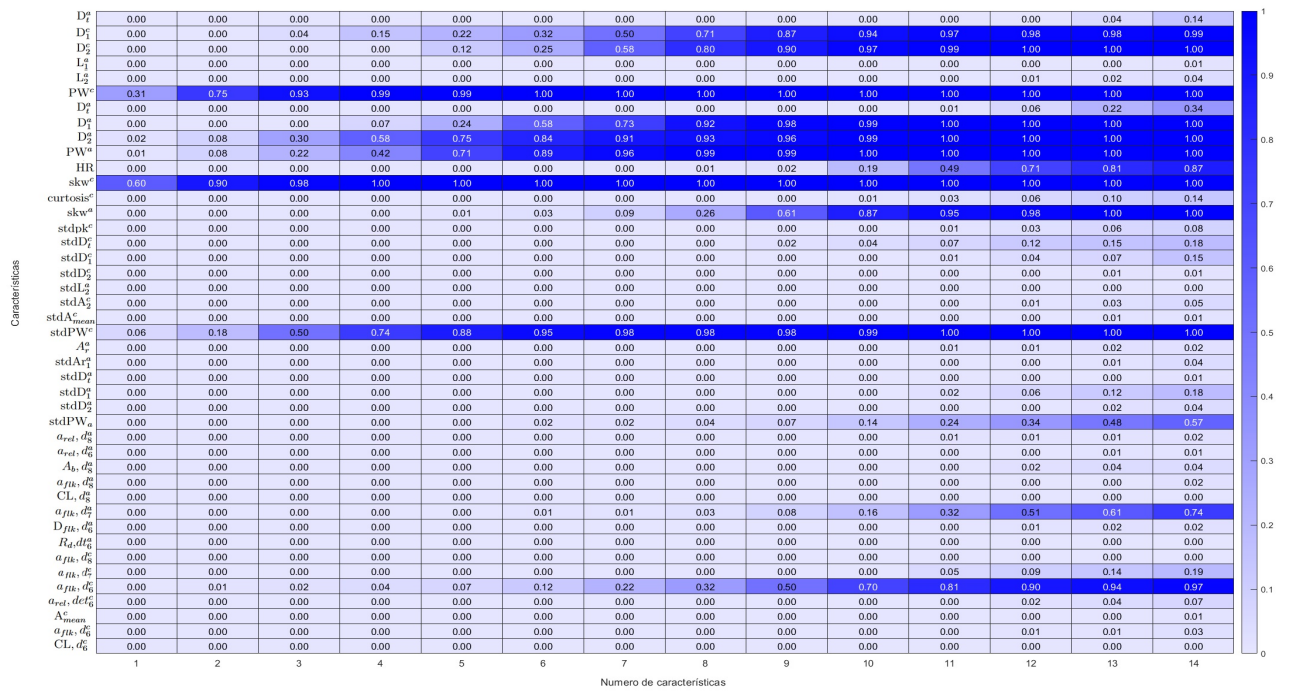 D_t^a 0.00 0.00 0.00 0.00 0.00 0.00 0.00 0.00 0.00 0.00 0.00 0.00 0.04 0.14
D_1^c 0.00 0.00 0.04 0.15 0.22 0.32 0.50 0.71 0.87 0.94 0.97 0.98 0.98 0.99
D_2^c 0.00 0.00 0.00 0.00 0.12 0.25 0.58 0.80 0.90 0.97 0.99 1.00 1.00 1.00
L_1^a 0.00 0.00 0.00 0.00 0.00 0.00 0.00 0.00 0.00 0.00 0.00 0.00 0.00 0.01
L_2^a 0.00 0.00 0.00 0.00 0.00 0.00 0.00 0.00 0.00 0.00 0.00 0.01 0.02 0.04
PW^c 0.31 0.75 0.93 0.99 0.99 1.00 1.00 1.00 1.00 1.00 1.00 1.00 1.00 1.00
D_t^a 0.00 0.00 0.00 0.00 0.00 0.00 0.00 0.00 0.00 0.00 0.01 0.06 0.22 0.34
D_1^a 0.00 0.00 0.00 0.07 0.24 0.58 0.73 0.92 0.98 0.99 1.00 1.00 1.00 1.00
D_2^a 0.02 0.08 0.30 0.58 0.75 0.84 0.91 0.93 0.96 0.99 1.00 1.00 1.00 1.00
PW^a 0.01 0.08 0.22 0.42 0.71 0.89 0.96 0.99 0.99 1.00 1.00 1.00 1.00 1.00
HR 0.00 0.00 0.00 0.00 0.00 0.00 0.00 0.01 0.02 0.19 0.49 0.71 0.81 0.87
skw^c 0.60 0.90 0.98 1.00 1.00 1.00 1.00 1.00 1.00 1.00 1.00 1.00 1.00 1.00
curtosis^c 0.00 0.00 0.00 0.00 0.00 0.00 0.00 0.00 0.00 0.01 0.03 0.06 0.10 0.14
skw^a 0.00 0.00 0.00 0.00 0.01 0.03 0.09 0.26 0.61 0.87 0.95 0.98 1.00 1.00
stdpk^c 0.00 0.00 0.00 0.00 0.00 0.00 0.00 0.00 0.00 0.00 0.01 0.03 0.06 0.08
stdD_t^c 0.00 0.00 0.00 0.00 0.00 0.00 0.00 0.00 0.02 0.04 0.07 0.12 0.15 0.18
stdD_1^c 0.00 0.00 0.00 0.00 0.00 0.00 0.00 0.00 0.00 0.00 0.01 0.04 0.07 0.15
stdD_2^c 0.00 0.00 0.00 0.00 0.00 0.00 0.00 0.00 0.00 0.00 0.00 0.00 0.01 0.01
stdL_2^a 0.00 0.00 0.00 0.00 0.00 0.00 0.00 0.00 0.00 0.00 0.00 0.00 0.00 0.00
stdA_2^c 0.00 0.00 0.00 0.00 0.00 0.00 0.00 0.00 0.00 0.00 0.00 0.01 0.03 0.05
stdA_mean^c 0.00 0.00 0.00 0.00 0.00 0.00 0.00 0.00 0.00 0.00 0.00 0.00 0.01 0.01
stdPW^c 0.06 0.18 0.50 0.74 0.88 0.95 0.98 0.98 0.98 0.99 1.00 1.00 1.00 1.00
A_r^a 0.00 0.00 0.00 0.00 0.00 0.00 0.00 0.00 0.00 0.00 0.01 0.01 0.02 0.02
stdAr_1^a 0.00 0.00 0.00 0.00 0.00 0.00 0.00 0.00 0.00 0.00 0.00 0.00 0.01 0.04
stdD_t^a 0.00 0.00 0.00 0.00 0.00 0.00 0.00 0.00 0.00 0.00 0.00 0.00 0.00 0.01
stdD_1^a 0.00 0.00 0.00 0.00 0.00 0.00 0.00 0.00 0.00 0.00 0.02 0.06 0.12 0.18
stdD_2^a 0.00 0.00 0.00 0.00 0.00 0.00 0.00 0.00 0.00 0.00 0.00 0.00 0.02 0.04
stdPW_a 0.00 0.00 0.00 0.00 0.00 0.02 0.02 0.04 0.07 0.14 0.24 0.34 0.48 0.57
a_rel, d_8^a 0.00 0.00 0.00 0.00 0.00 0.00 0.00 0.00 0.00 0.00 0.01 0.01 0.01 0.02
a_rel, d_6^a 0.00 0.00 0.00 0.00 0.00 0.00 0.00 0.00 0.00 0.00 0.00 0.00 0.01 0.01
A_b, d_8^a 0.00 0.00 0.00 0.00 0.00 0.00 0.00 0.00 0.00 0.00 0.00 0.02 0.04 0.04
a_flk, d_8^a 0.00 0.00 0.00 0.00 0.00 0.00 0.00 0.00 0.00 0.00 0.00 0.00 0.00 0.02
CL, d_8^a 0.00 0.00 0.00 0.00 0.00 0.00 0.00 0.00 0.00 0.00 0.00 0.00 0.00 0.00
a_flk, d_7^a 0.00 0.00 0.00 0.00 0.00 0.01 0.01 0.03 0.08 0.16 0.32 0.51 0.61 0.74
D_flk, d_6^a 0.00 0.00 0.00 0.00 0.00 0.00 0.00 0.00 0.00 0.00 0.00 0.01 0.02 0.02
R_d,dt_6^a 0.00 0.00 0.00 0.00 0.00 0.00 0.00 0.00 0.00 0.00 0.00 0.00 0.00 0.00
a_flk, d_8^c 0.00 0.00 0.00 0.00 0.00 0.00 0.00 0.00 0.00 0.00 0.00 0.00 0.00 0.00
a_flk, d_7^c 0.00 0.00 0.00 0.00 0.00 0.00 0.00 0.00 0.00 0.00 0.05 0.09 0.14 0.19
a_flk, d_6^c 0.00 0.01 0.02 0.04 0.07 0.12 0.22 0.32 0.50 0.70 0.81 0.90 0.94 0.97
a_rel, det_6^c 0.00 0.00 0.00 0.00 0.00 0.00 0.00 0.00 0.00 0.00 0.00 0.02 0.04 0.07
A_mean^c 0.00 0.00 0.00 0.00 0.00 0.00 0.00 0.00 0.00 0.00 0.00 0.00 0.00 0.01
a_flk, d_6^c 0.00 0.00 0.00 0.00 0.00 0.00 0.00 0.00 0.00 0.00 0.00 0.01 0.01 0.03
CL, d_6^c 0.00 0.00 0.00 0.00 0.00 0.00 0.00 0.00 0.00 0.00 0.00 0.00 0.00 0.00
1 2 3 4 5 6 7 8 9 10 11 12 13 14
Numero de características
Características
1
0.9
0.8
0.7
0.6
0.5
0.4
0.3
0.2
0.1
0